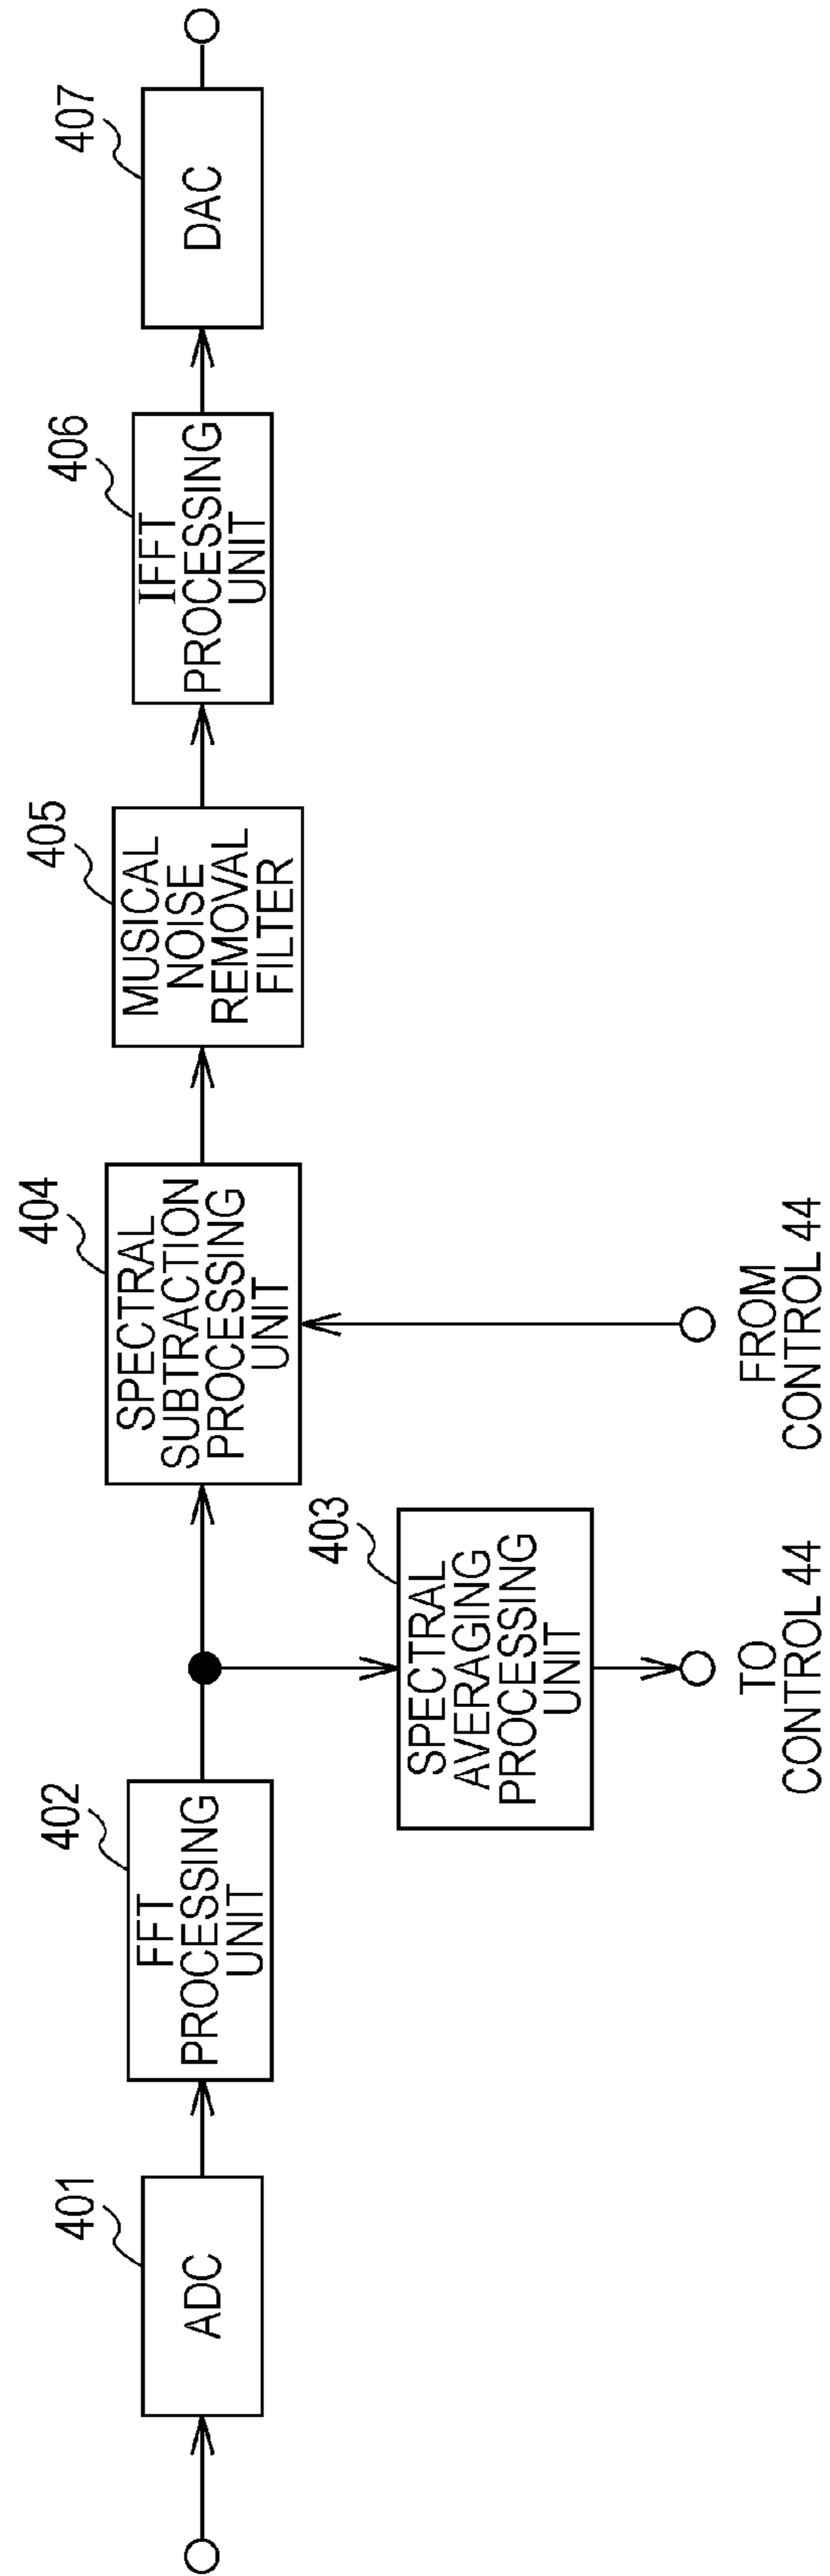 401
ADC
402
FFT
PROCESSING
UNIT
403
SPECTRAL
AVERAGING
PROCESSING
UNIT
TO
CONTROL 44
404
SPECTRAL
SUBTRACTION
PROCESSING
UNIT
FROM
CONTROL 44
405
MUSICAL
NOISE
REMOVAL
FILTER
406
IFFT
PROCESSING
UNIT
407
DAC